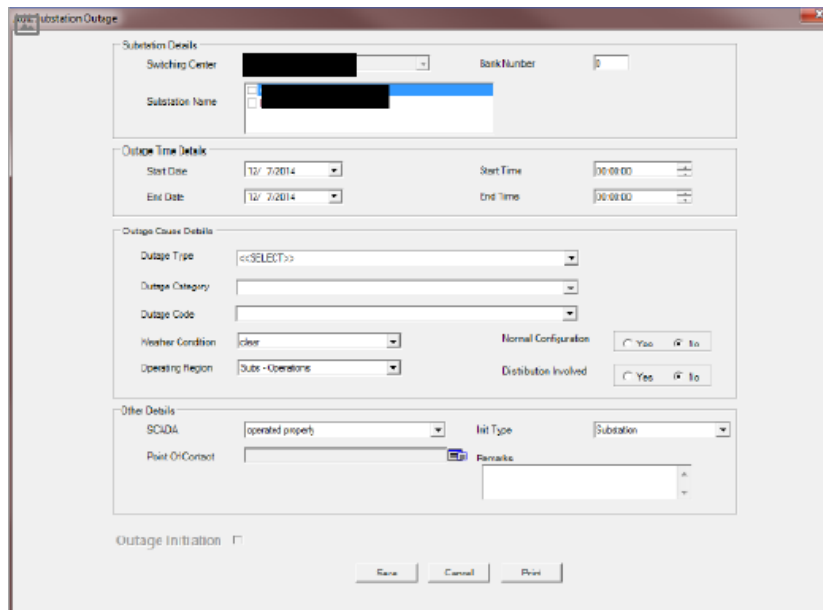 Add Substation Outage
Substation Details
Switching Center
Bank Number 0
Substation Name
Outage Time Details
Start Date 12/ 7/2014 Start Time 00:00:00
End Date 12/ 7/2014 End Time 00:00:00
Outage Cause Details
Outage Type <<SELECT>>
Outage Category
Outage Code
Weather Condition clear Normal Configuration Yes No
Operating Region Subs - Operations Distribution Involved Yes No
Other Details
SCADA operated properly Init Type Substation
Point Of Contact Remarks
Outage Initiation
Save Cancel Print